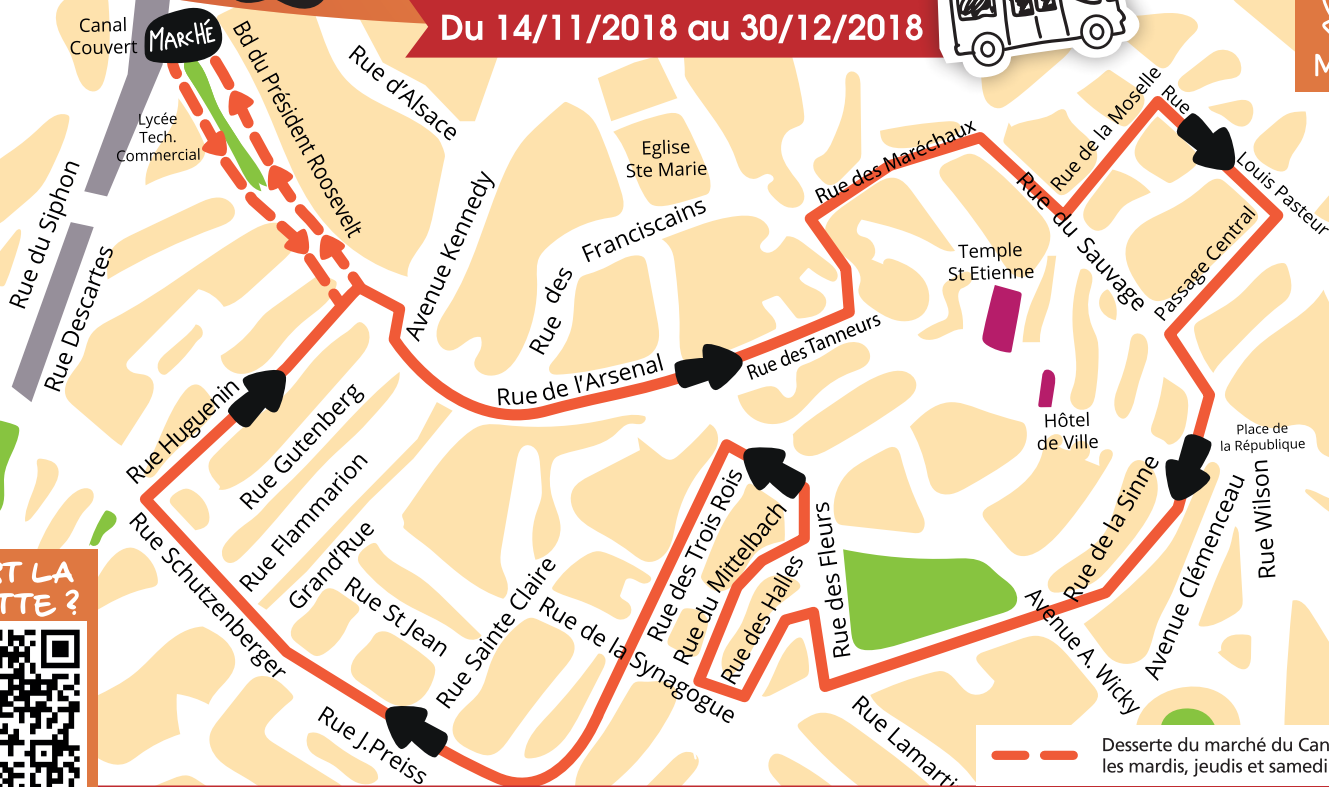 Canal
Couvert
MARCHÉ
Bd du Président Roosevelt
Du 14/11/2018 au 30/12/2018
Rue d'Alsace
Lycée
Tech.
Commercial
Rue du Siphon
Rue Descartes
Avenue Kennedy
Eglise
Ste Marie
Rue des Franciscains
Rue des Maréchaux
Rue de la Moselle
Rue Louis Pasteur
Rue du Sauvage
Passage Central
Temple
St Etienne
Rue de l'Arsenal
Rue des Tanneurs
Hôtel
de Ville
Place de
la République
Rue Huguenin
Rue Gutenberg
Rue Flammarion
Grand'Rue
Rue Schutzenberger
Rue St Jean
Rue Sainte Claire
Rue J.Preiss
Rue de la Synagogue
Rue des Trois Rois
Rue du Mittelbach
Rue des Halles
Rue des Fleurs
Rue de la Sinne
Avenue Clémenceau
Rue Wilson
Avenue A. Wicky
Rue Lamarti
LA
TTE ?
M
Desserte du marché du Can
les mardis, jeudis et samedi